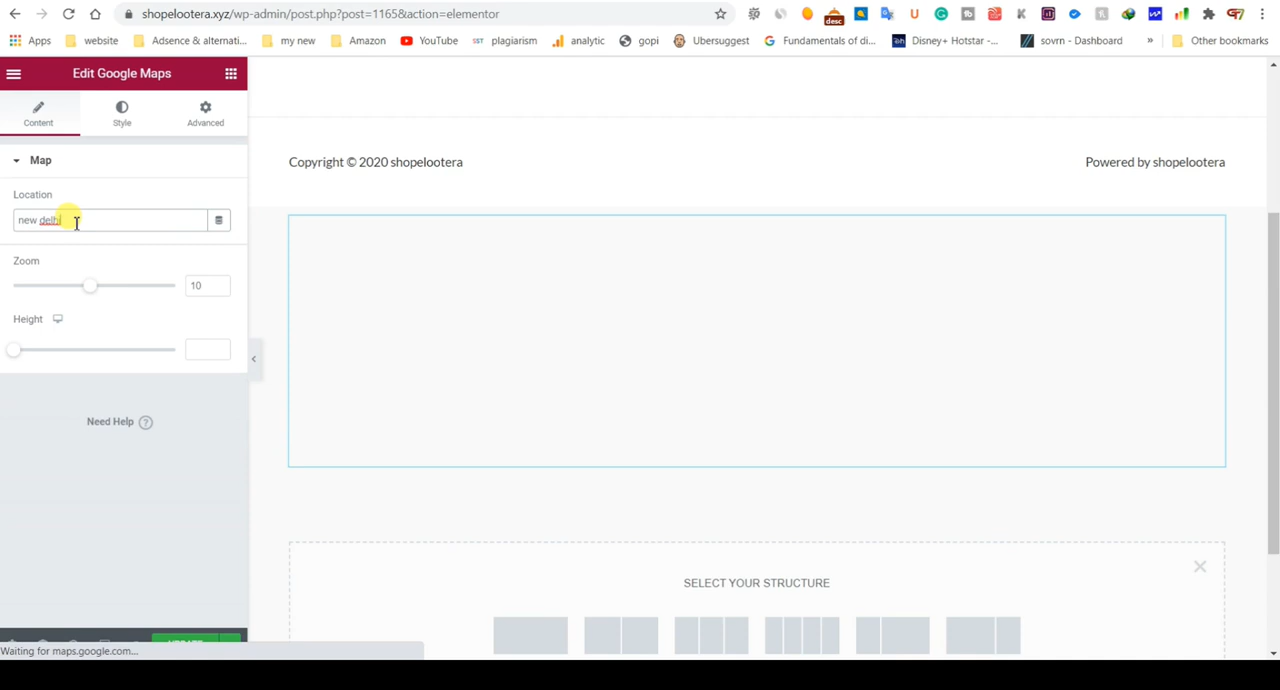 shopelootera.xyz/wp-admin/post.php?post=1165&action=elementor
Apps website Adsence & alternati... my new Amazon YouTube SST plagiarism analytic gopi Ubersuggest Fundamentals of di... Disney+ Hotstar -... sovrn - Dashboard » Other bookmarks
Edit Google Maps
Content Style Advanced
Map
Location
new delhi
Zoom
10
Height
Need Help ?
Copyright © 2020 shopelootera Powered by shopelootera
SELECT YOUR STRUCTURE
UPDATE
Waiting for maps.google.com...